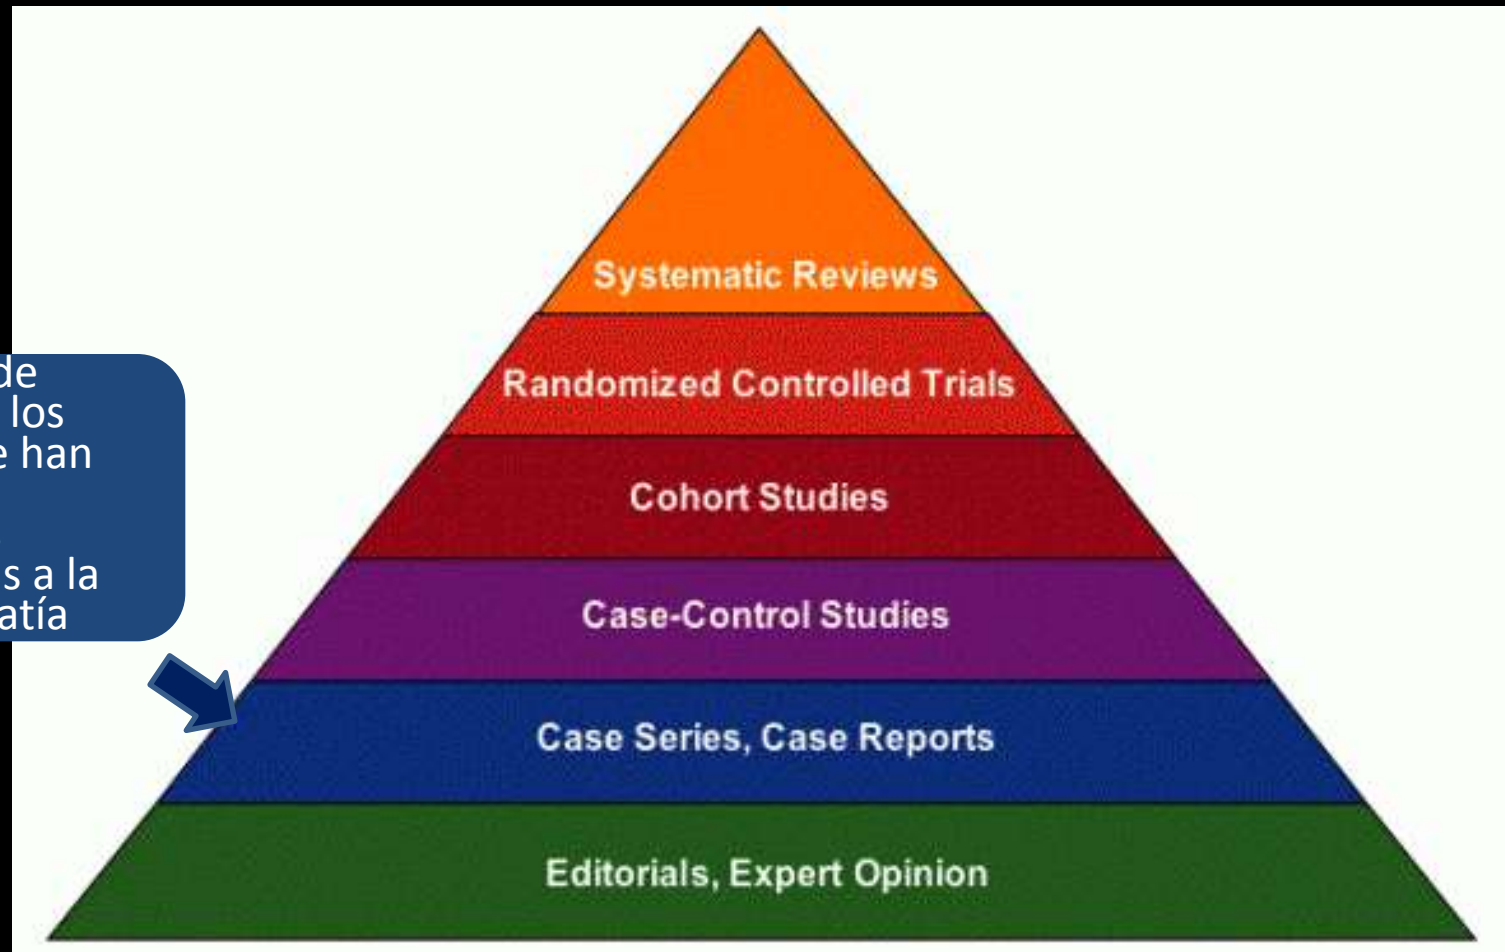 Systematic Reviews
Randomized Controlled Trials
Cohort Studies
Case-Control Studies
Case Series, Case Reports
Editorials, Expert Opinion
de
los
han
a la